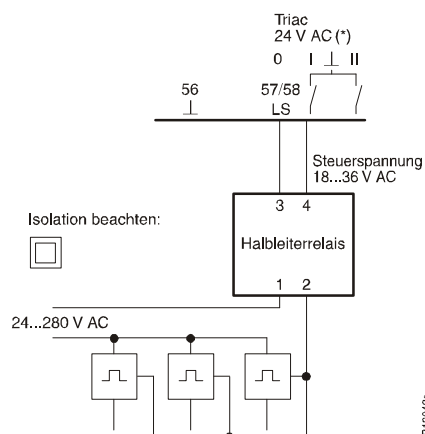 Triac
24 V AC (*)
0 I ⊥ II
56 57/58
LS
Steuerspannung
18...36 V AC
3 4
Isolation beachten:
Halbleiterrelais
1 2
24...280 V AC